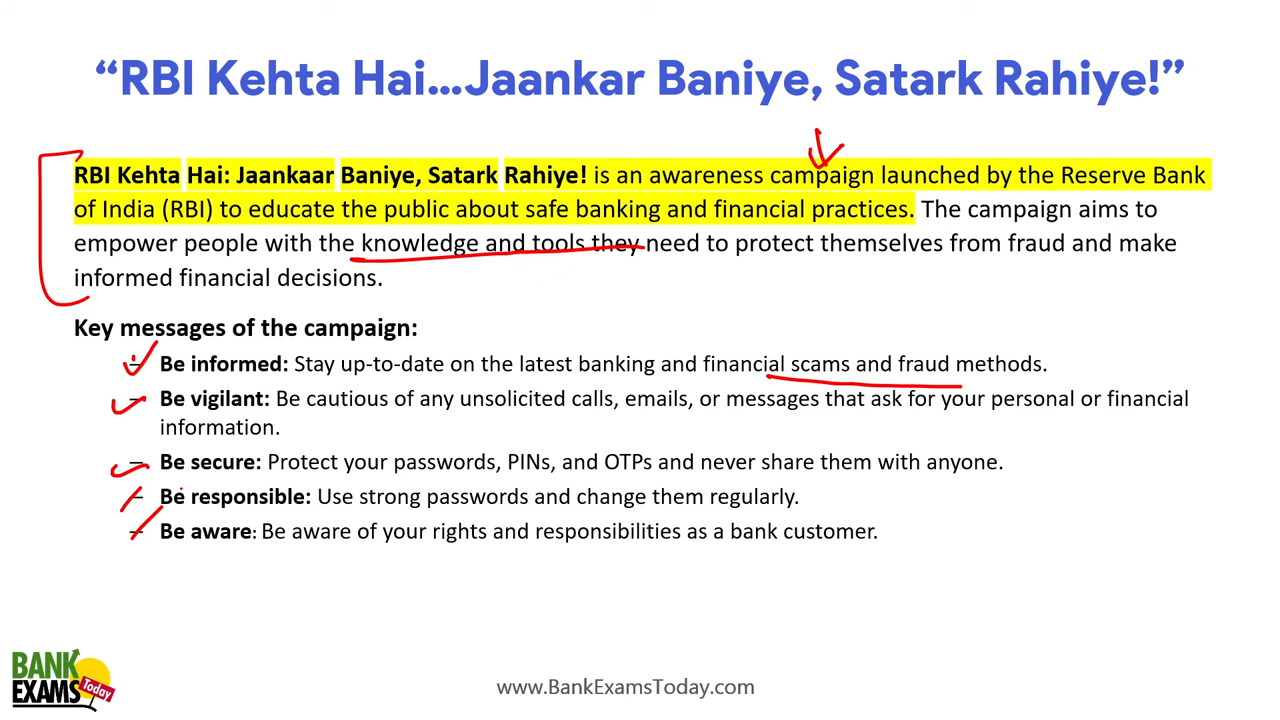 “RBI Kehta Hai...Jaankar Baniye, Satark Rahiye!”
RBI Kehta Hai: Jaankaar Baniye, Satark Rahiye! is an awareness campaign launched by the Reserve Bank
of India (RBI) to educate the public about safe banking and financial practices. The campaign aims to
empower people with the knowledge and tools they need to protect themselves from fraud and make
informed financial decisions.
Key messages of the campaign:
– Be informed: Stay up-to-date on the latest banking and financial scams and fraud methods.
– Be vigilant: Be cautious of any unsolicited calls, emails, or messages that ask for your personal or financial
information.
– Be secure: Protect your passwords, PINs, and OTPs and never share them with anyone.
– Be responsible: Use strong passwords and change them regularly.
– Be aware: Be aware of your rights and responsibilities as a bank customer.
BANK
EXAMS
Today
www.BankExamsToday.com